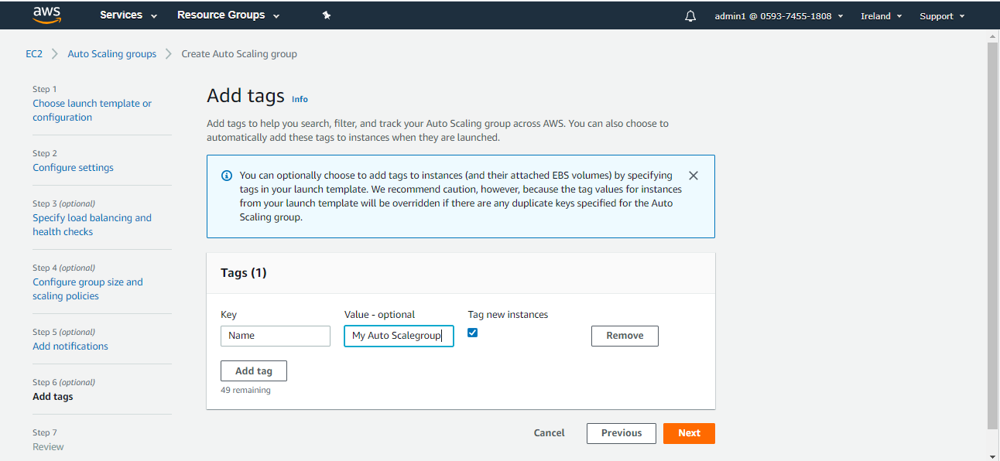 aws Services Resource Groups admin1 @ 0593-7455-1808 Ireland Support
EC2 Auto Scaling groups Create Auto Scaling group
Step 1
Choose launch template or
configuration
Step 2
Configure settings
Step 3 (optional)
Specify load balancing and
health checks
Step 4 (optional)
Configure group size and
scaling policies
Step 5 (optional)
Add notifications
Step 6 (optional)
Add tags
Step 7
Review
Add tags Info
Add tags to help you search, filter, and track your Auto Scaling group across AWS. You can also choose to
automatically add these tags to instances when they are launched.
You can optionally choose to add tags to instances (and their attached EBS volumes) by specifying
tags in your launch template. We recommend caution, however, because the tag values for instances
from your launch template will be overridden if there are any duplicate keys specified for the Auto
Scaling group.
Tags (1)
Key Value - optional Tag new instances
Name My Auto Scalegroup Remove
Add tag
49 remaining
Cancel Previous Next